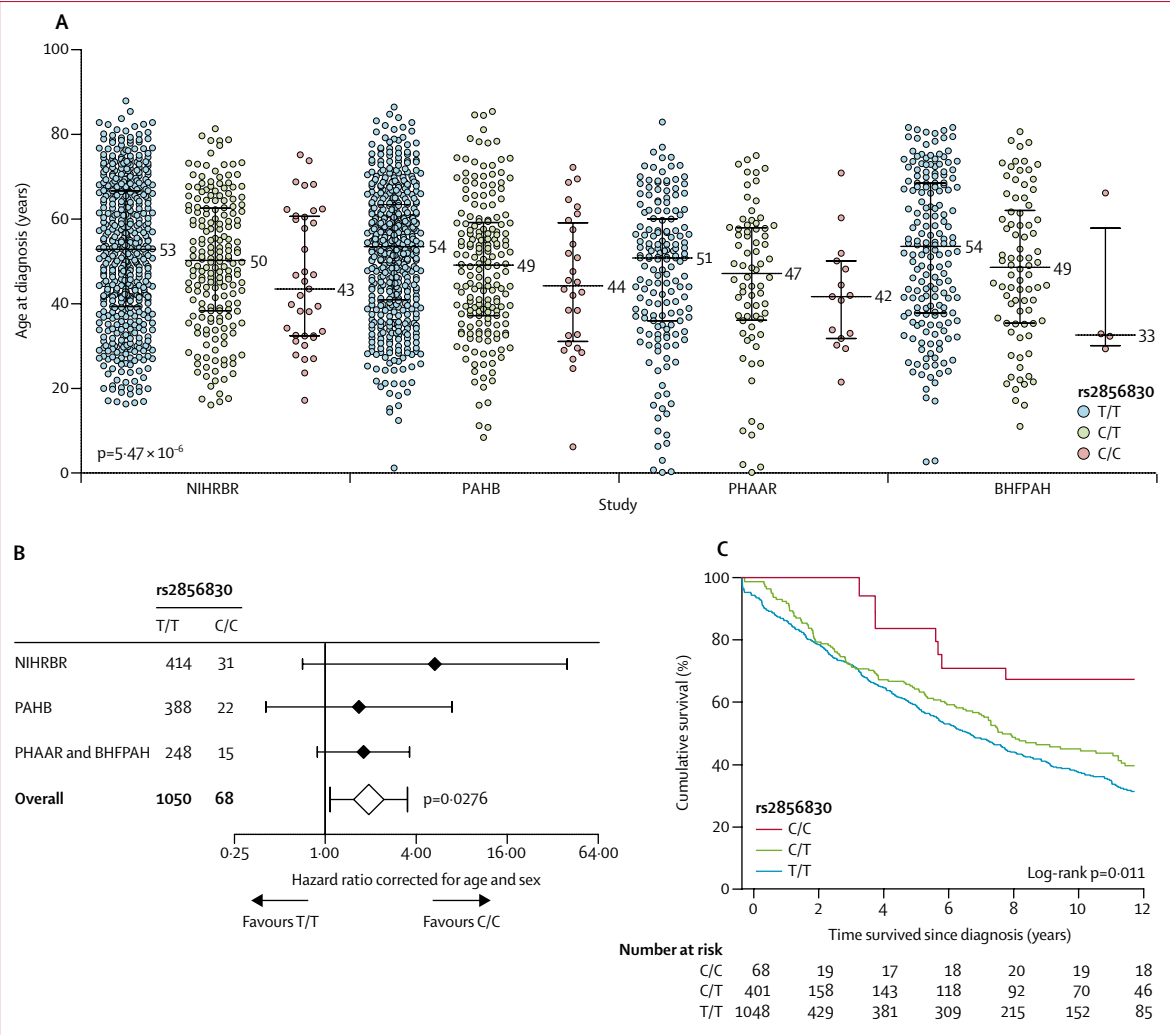 A
100
80
60
40
20
0
Age at diagnosis (years)
53
50
43
54
49
44
51
47
42
54
49
33
p=5·47 × 10⁻⁶
rs2856830
T/T
C/T
C/C
NIHRBR
PAHB
PHAAR
BHFPAH
Study
B
rs2856830
T/T C/C
NIHRBR 414 31
PAHB 388 22
PHAAR and BHFPAH 248 15
Overall 1050 68
p=0·0276
0·25 1·00 4·00 16·00 64·00
Hazard ratio corrected for age and sex
Favours T/T Favours C/C
C
100
80
60
40
20
0
Cumulative survival (%)
rs2856830
C/C
C/T
T/T
Log-rank p=0·011
0 2 4 6 8 10 12
Time survived since diagnosis (years)
Number at risk
C/C 68 19 17 18 20 19 18
C/T 401 158 143 118 92 70 46
T/T 1048 429 381 309 215 152 85